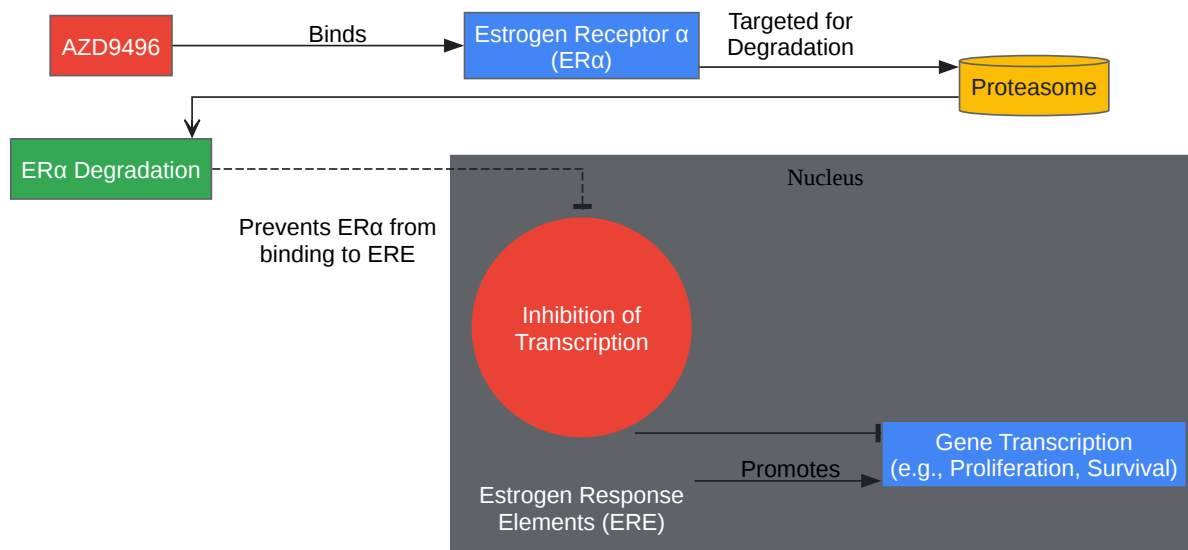 AZD9496
Binds
Estrogen Receptor α
(ERα)
Targeted for
Degradation
Proteasome
ERα Degradation
Nucleus
Prevents ERα from
binding to ERE
Inhibition of
Transcription
Gene Transcription
(e.g., Proliferation, Survival)
Promotes
Estrogen Response
Elements (ERE)